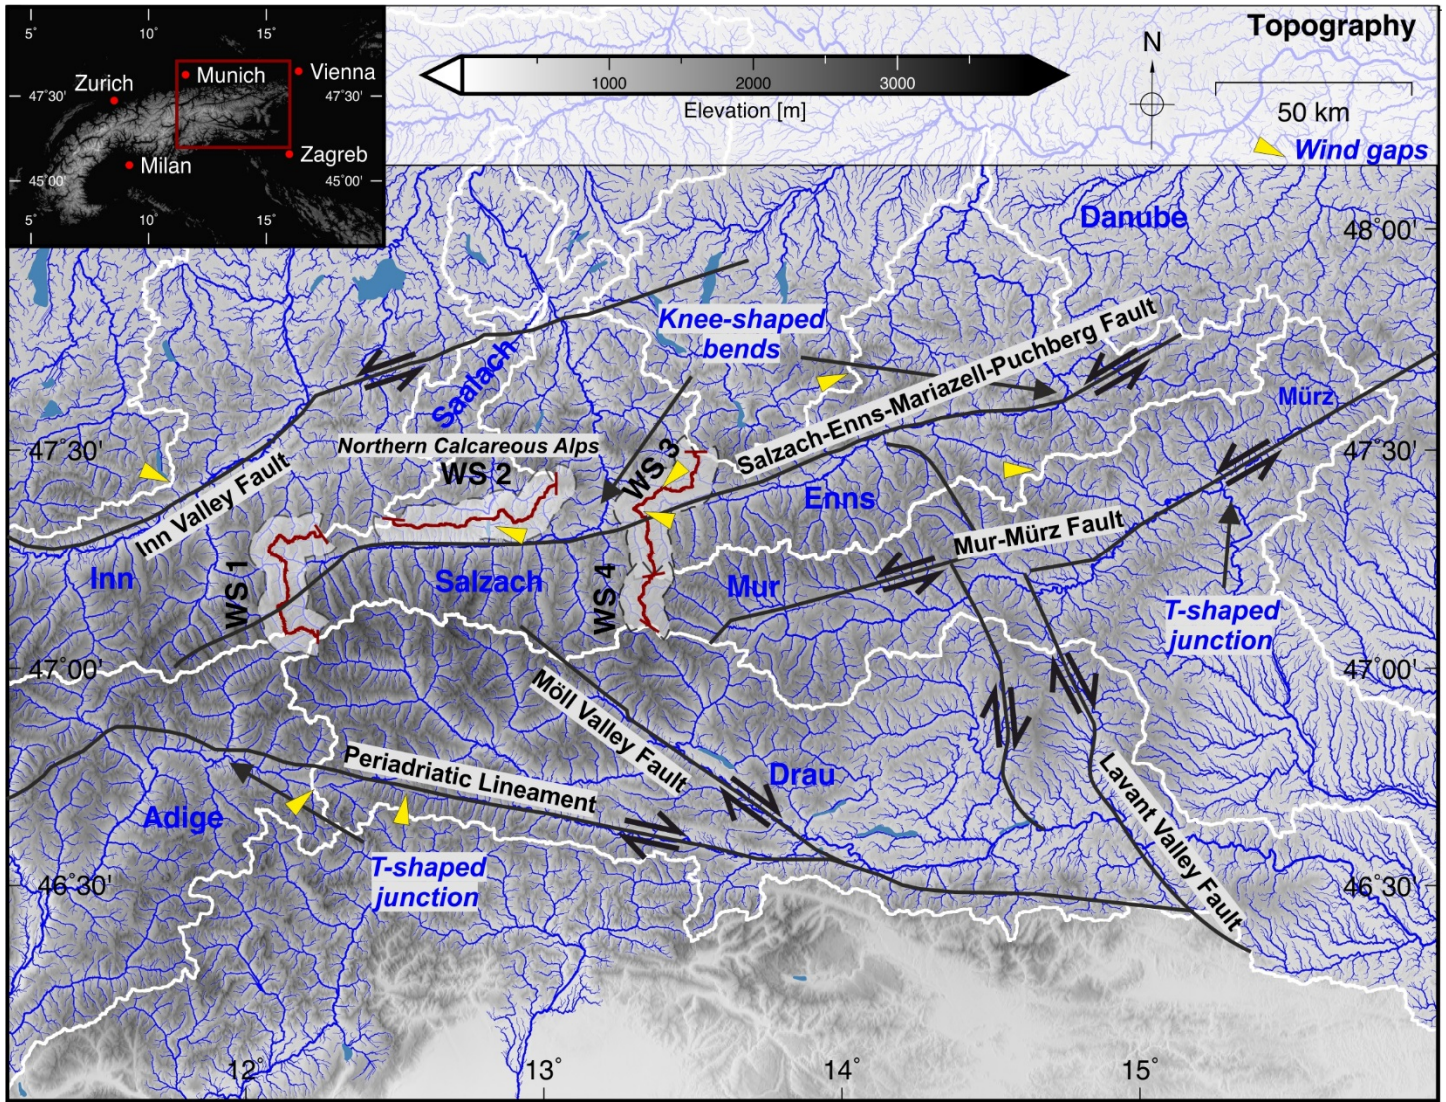 Topography
5° 10° 15°
Munich
Vienna
Zurich
47°30'
47°30'
Milan
Zagreb
45°00'
45°00'
5° 10° 15°
1000 2000 3000
Elevation [m]
N
50 km
Wind gaps
Danube
48°00'
Knee-shaped
bends
Saalach
Salzach-Enns-Mariazell-Puchberg Fault
Mürz
47°30'
Northern Calcareous Alps
WS 2
WS 3
47°30'
Inn Valley Fault
Enns
Mur-Mürz Fault
Inn
WS 1
Salzach
WS 4
Mur
T-shaped
junction
47°00'
47°00'
Möll Valley Fault
Periadriatic Lineament
Drau
Lavant Valley Fault
Adige
T-shaped
junction
46°30'
46°30'
12° 13° 14° 15°